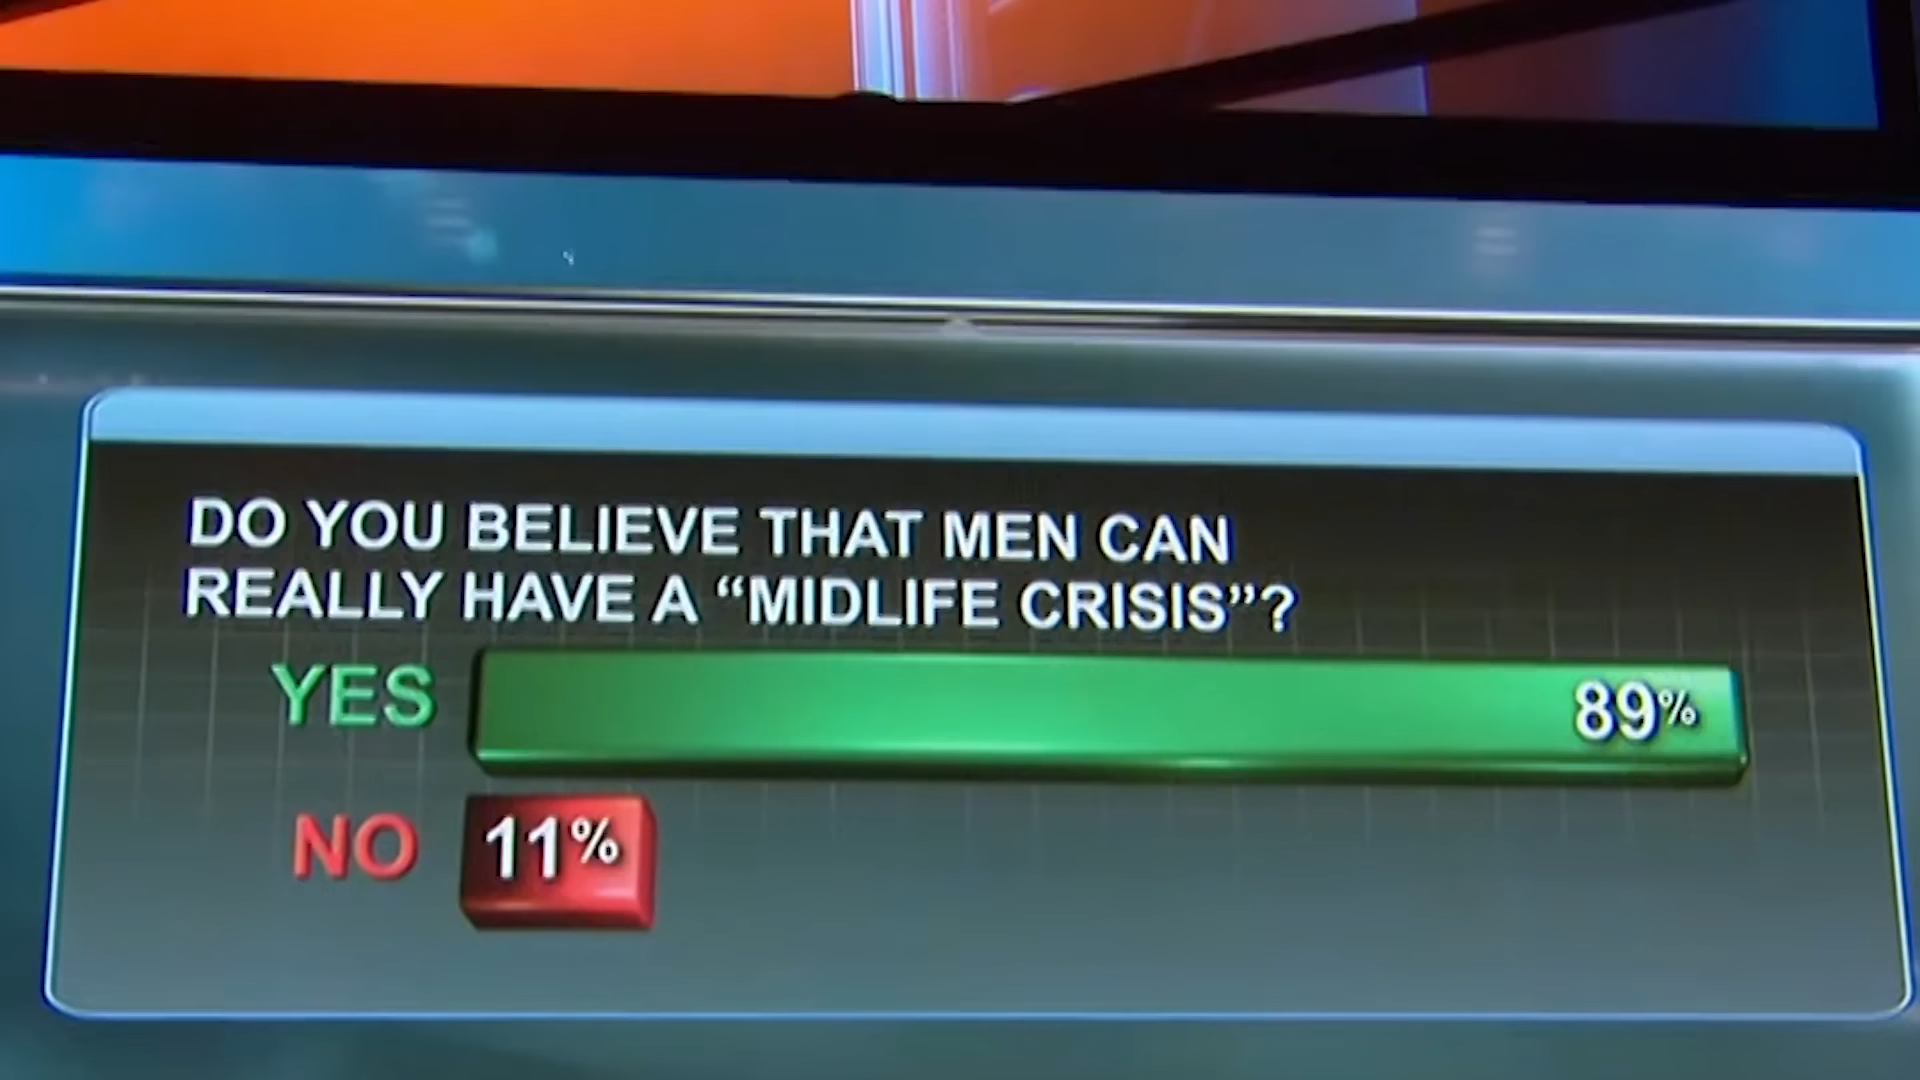 DO YOU BELIEVE THAT MEN CAN
REALLY HAVE A “MIDLIFE CRISIS”?
YES 89%
NO 11%